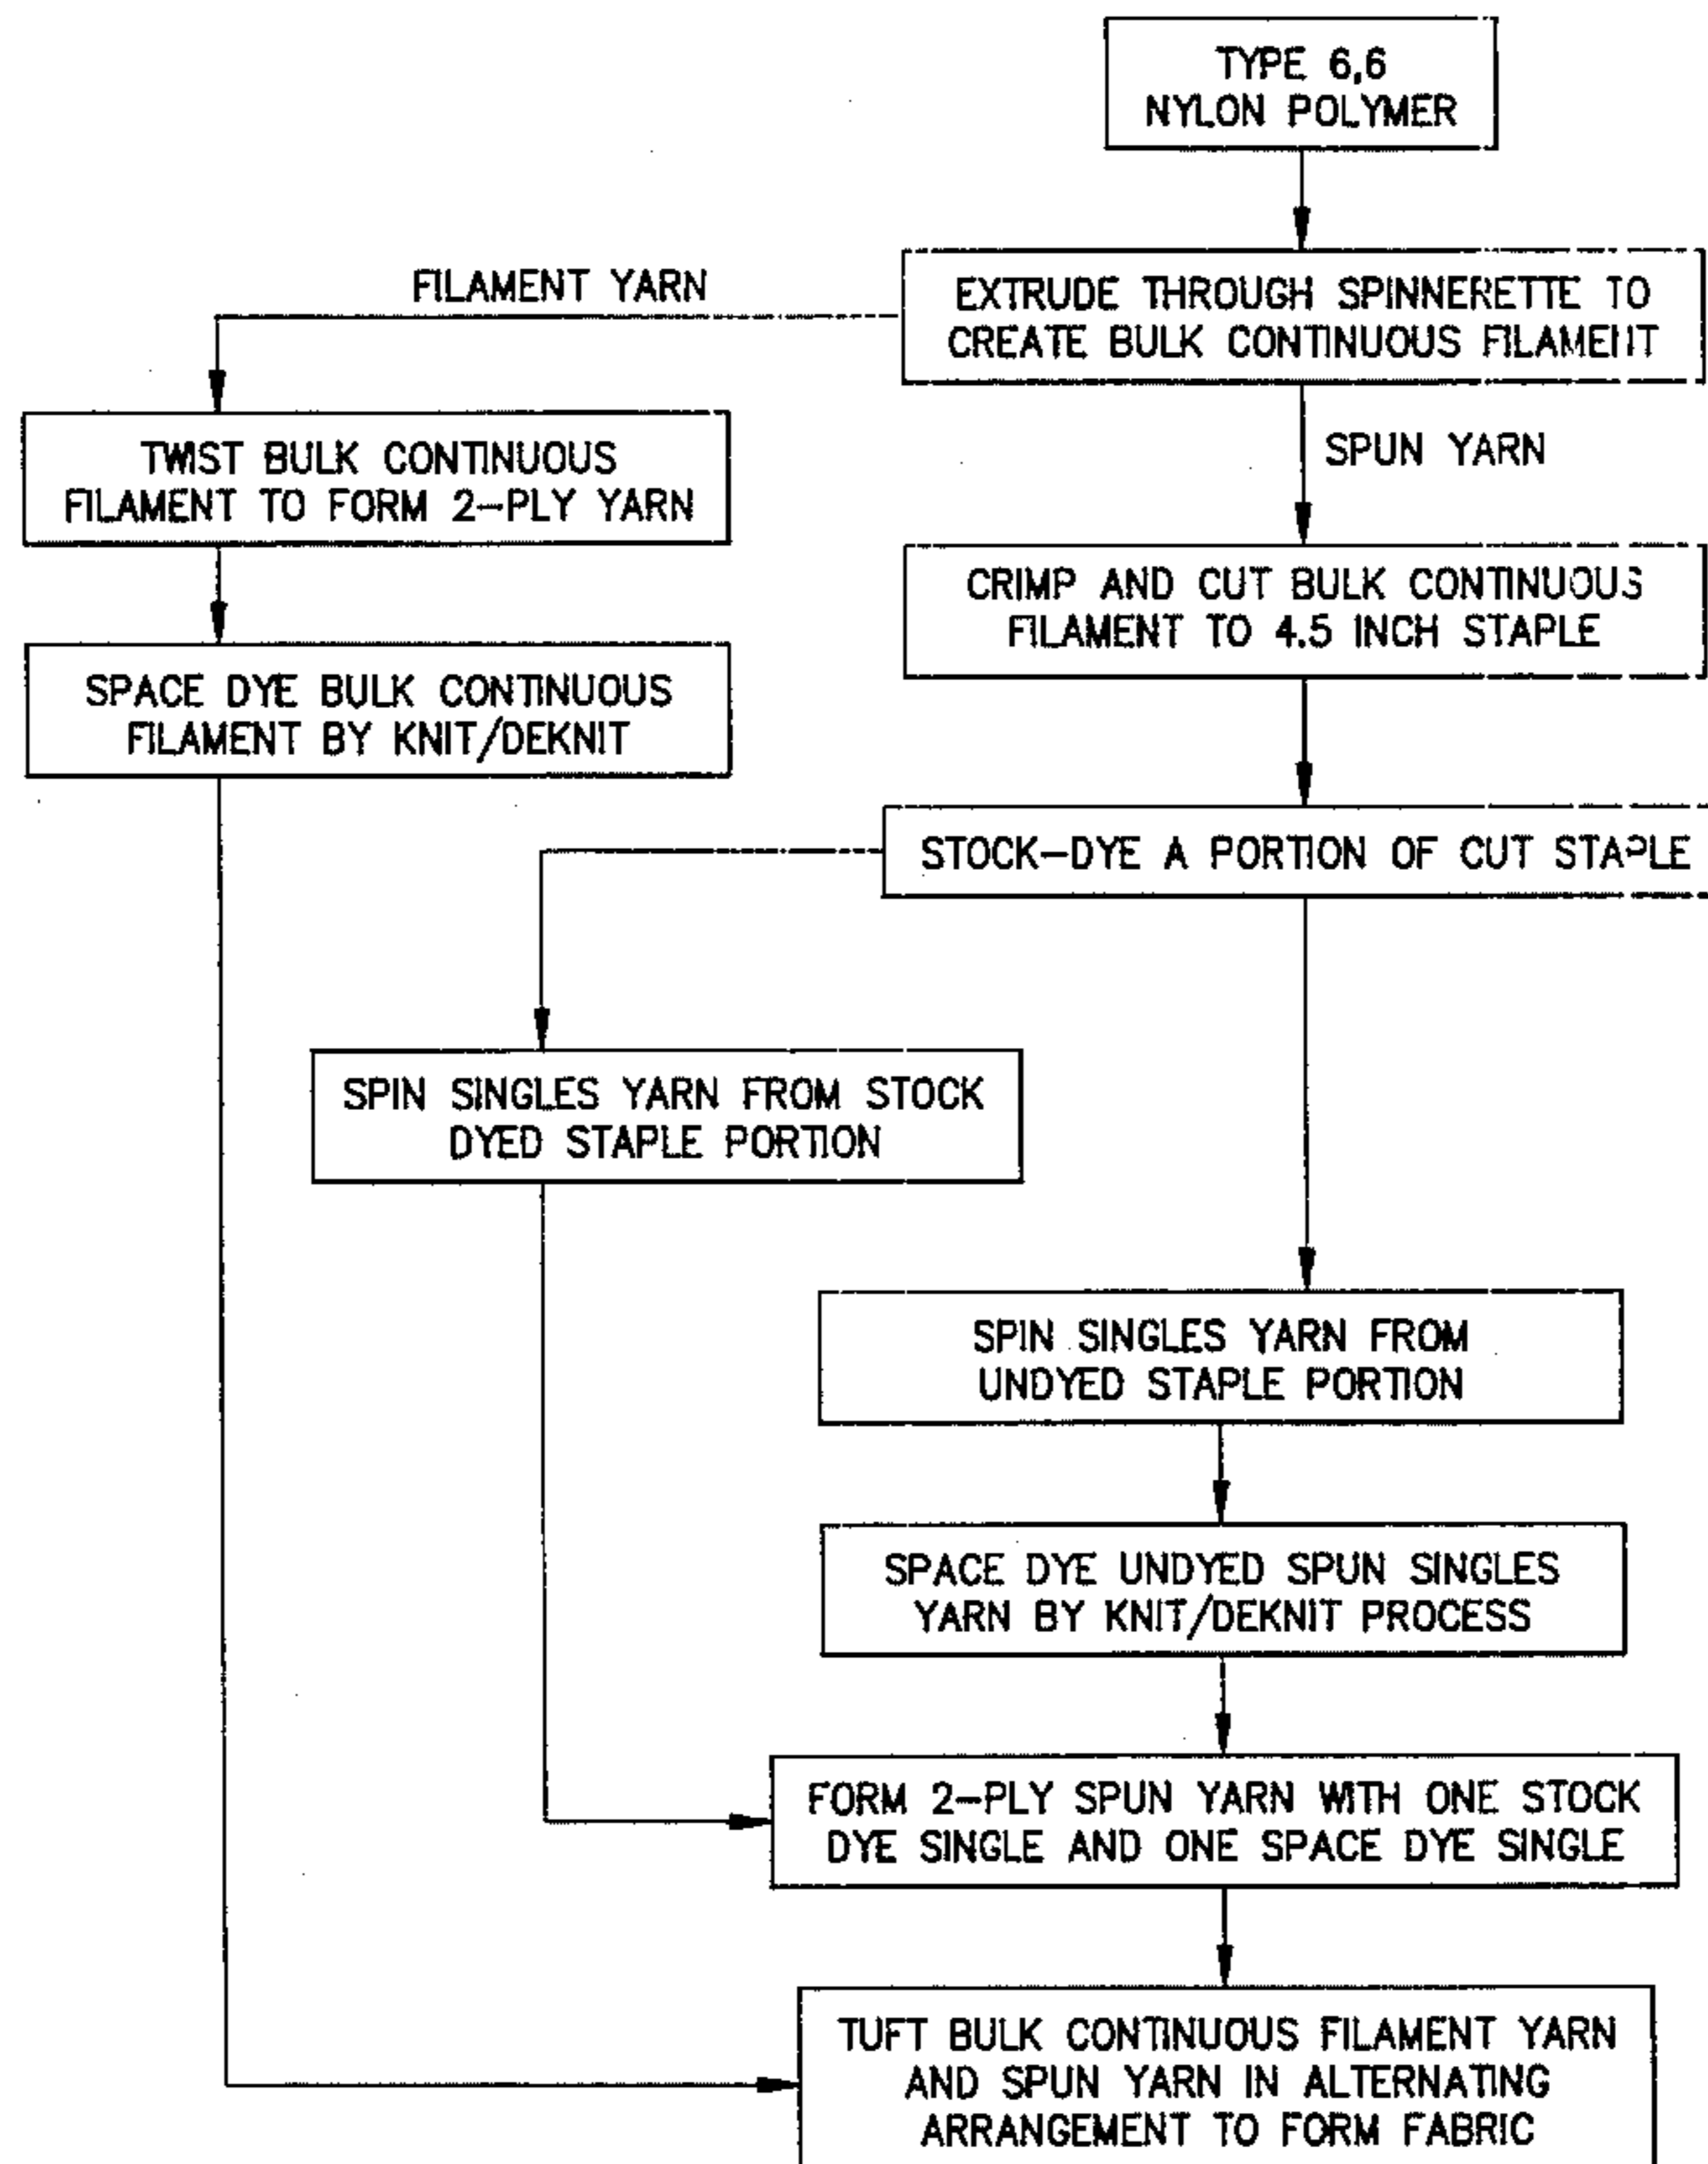 TYPE 6,6
NYLON POLYMER
EXTRUDE THROUGH SPINNERETTE TO
CREATE BULK CONTINUOUS FILAMENT
FILAMENT YARN
SPUN YARN
TWIST BULK CONTINUOUS
FILAMENT TO FORM 2-PLY YARN
CRIMP AND CUT BULK CONTINUOUS
FILAMENT TO 4.5 INCH STAPLE
SPACE DYE BULK CONTINUOUS
FILAMENT BY KNIT/DEKNIT
STOCK-DYE A PORTION OF CUT STAPLE
SPIN SINGLES YARN FROM STOCK
DYED STAPLE PORTION
SPIN SINGLES YARN FROM
UNDYED STAPLE PORTION
SPACE DYE UNDYED SPUN SINGLES
YARN BY KNIT/DEKNIT PROCESS
FORM 2-PLY SPUN YARN WITH ONE STOCK
DYE SINGLE AND ONE SPACE DYE SINGLE
TUFT BULK CONTINUOUS FILAMENT YARN
AND SPUN YARN IN ALTERNATING
ARRANGEMENT TO FORM FABRIC